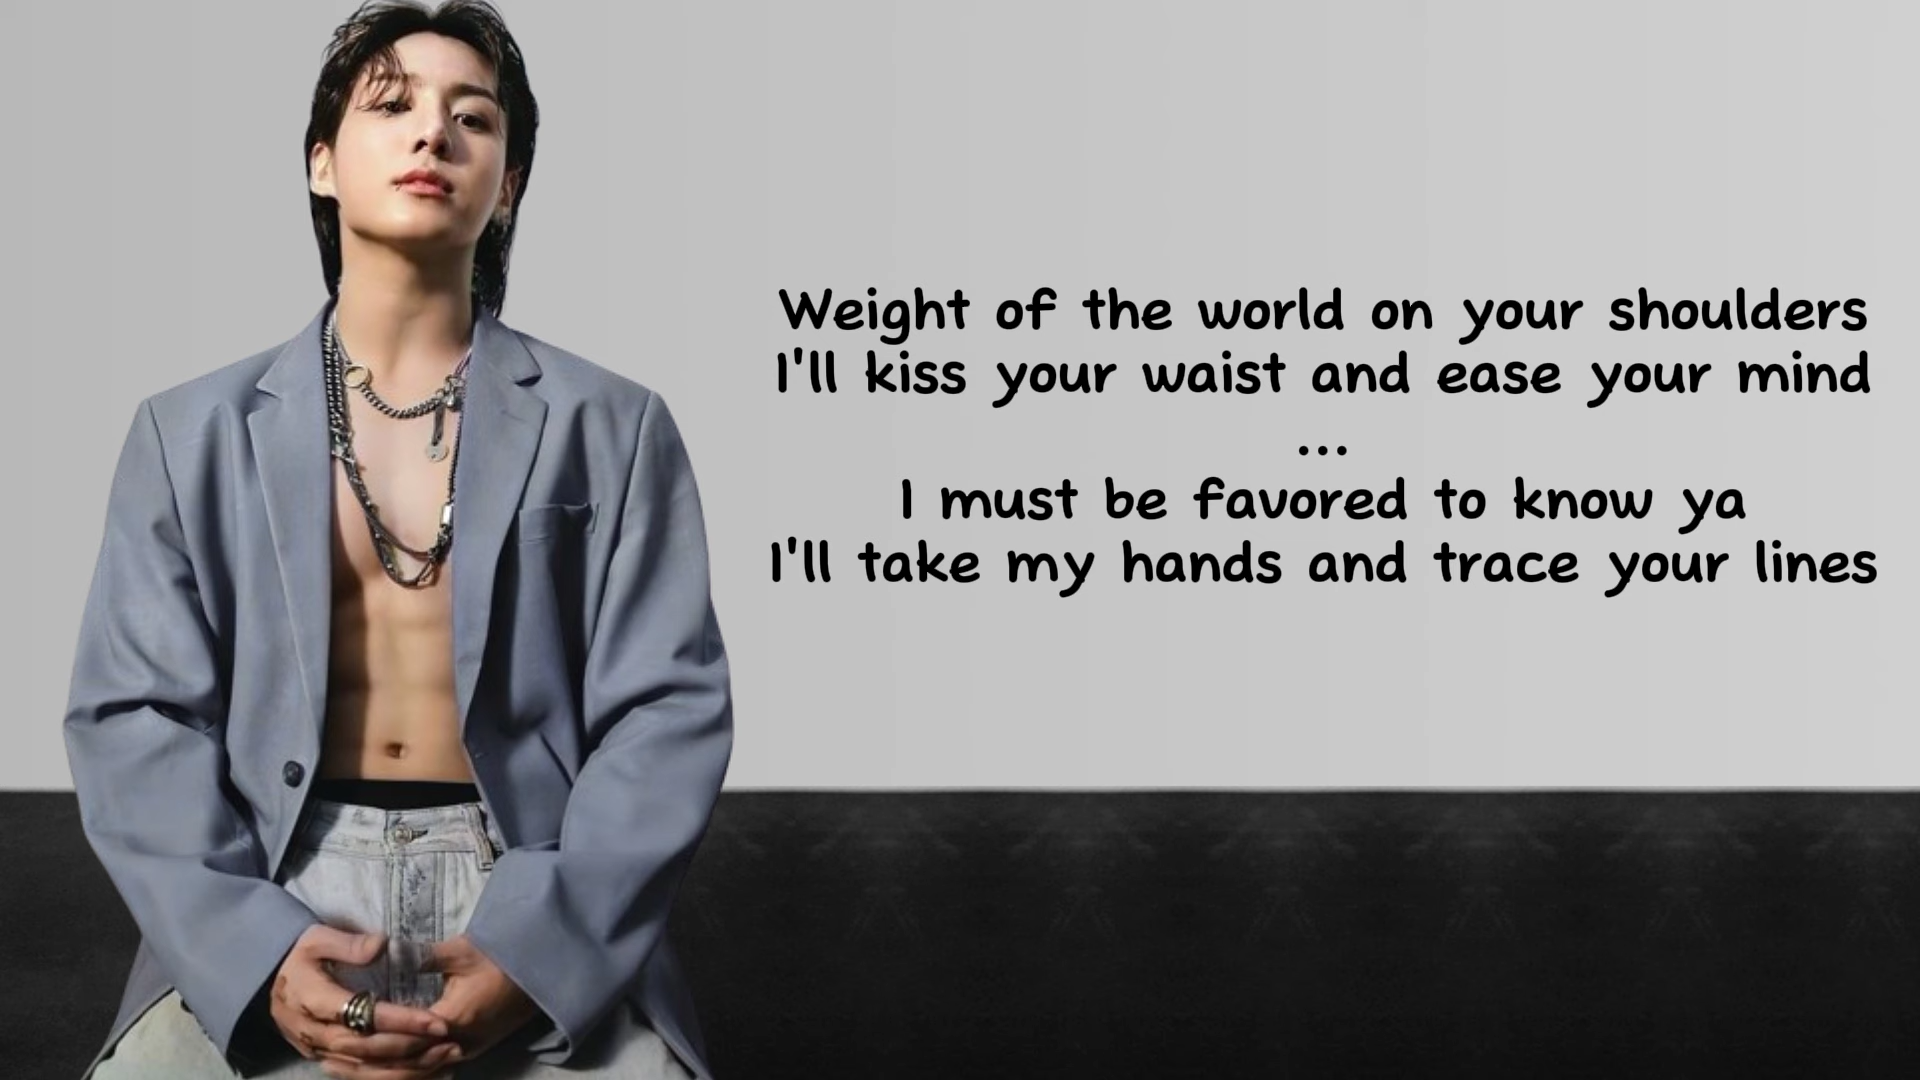 Weight of the world on your shoulders
I'll kiss your waist and ease your mind
...
I must be favored to know ya
I'll take my hands and trace your lines